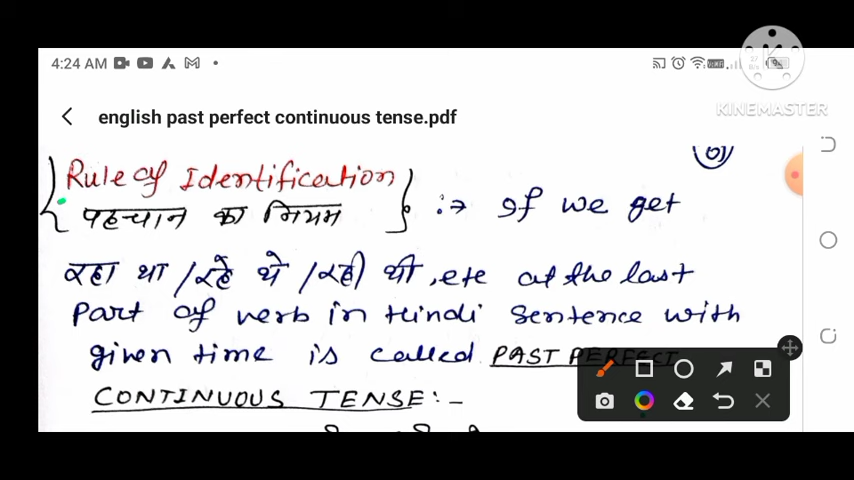 4:24 AM
KINEMASTER
english past perfect continuous tense.pdf
Rule of Identification
पहचान का नियम :→ If we get
रहा था /रहे थे /रही थी ,etc at the last
Part of verb in Hindi Sentence with
given time is called PAST PERFECT
CONTINUOUS TENSE:-